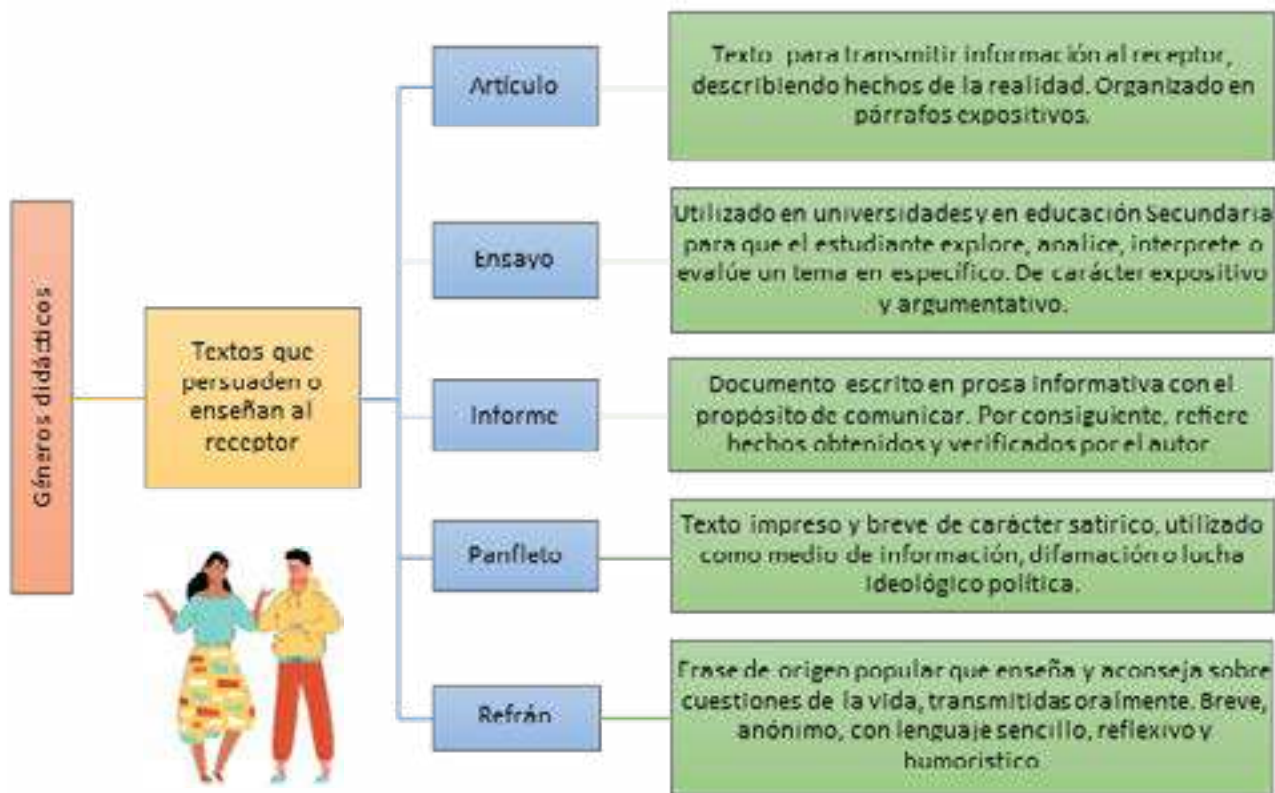 Géneros didácticos
Textos que
persuaden o
enseñan al
receptor
Artículo
Texto para transmitir información al receptor,
describiendo hechos de la realidad. Organizado en
párrafos expositivos.
Ensayo
Utilizado en universidades y en educación Secundaria
para que el estudiante explore, analice, interprete o
evalúe un tema en específico. De carácter expositivo
y argumentativo.
Informe
Documento escrito en prosa informativa con el
propósito de comunicar. Por consiguiente, refiere
hechos obtenidos y verificados por el autor
Panfleto
Texto impreso y breve de carácter satírico, utilizado
como medio de información, difamación o lucha
ideológico política.
Refrán
Frase de origen popular que enseña y aconseja sobre
cuestiones de la vida, transmitidas oralmente. Breve,
anónimo, con lenguaje sencillo, reflexivo y
humorístico